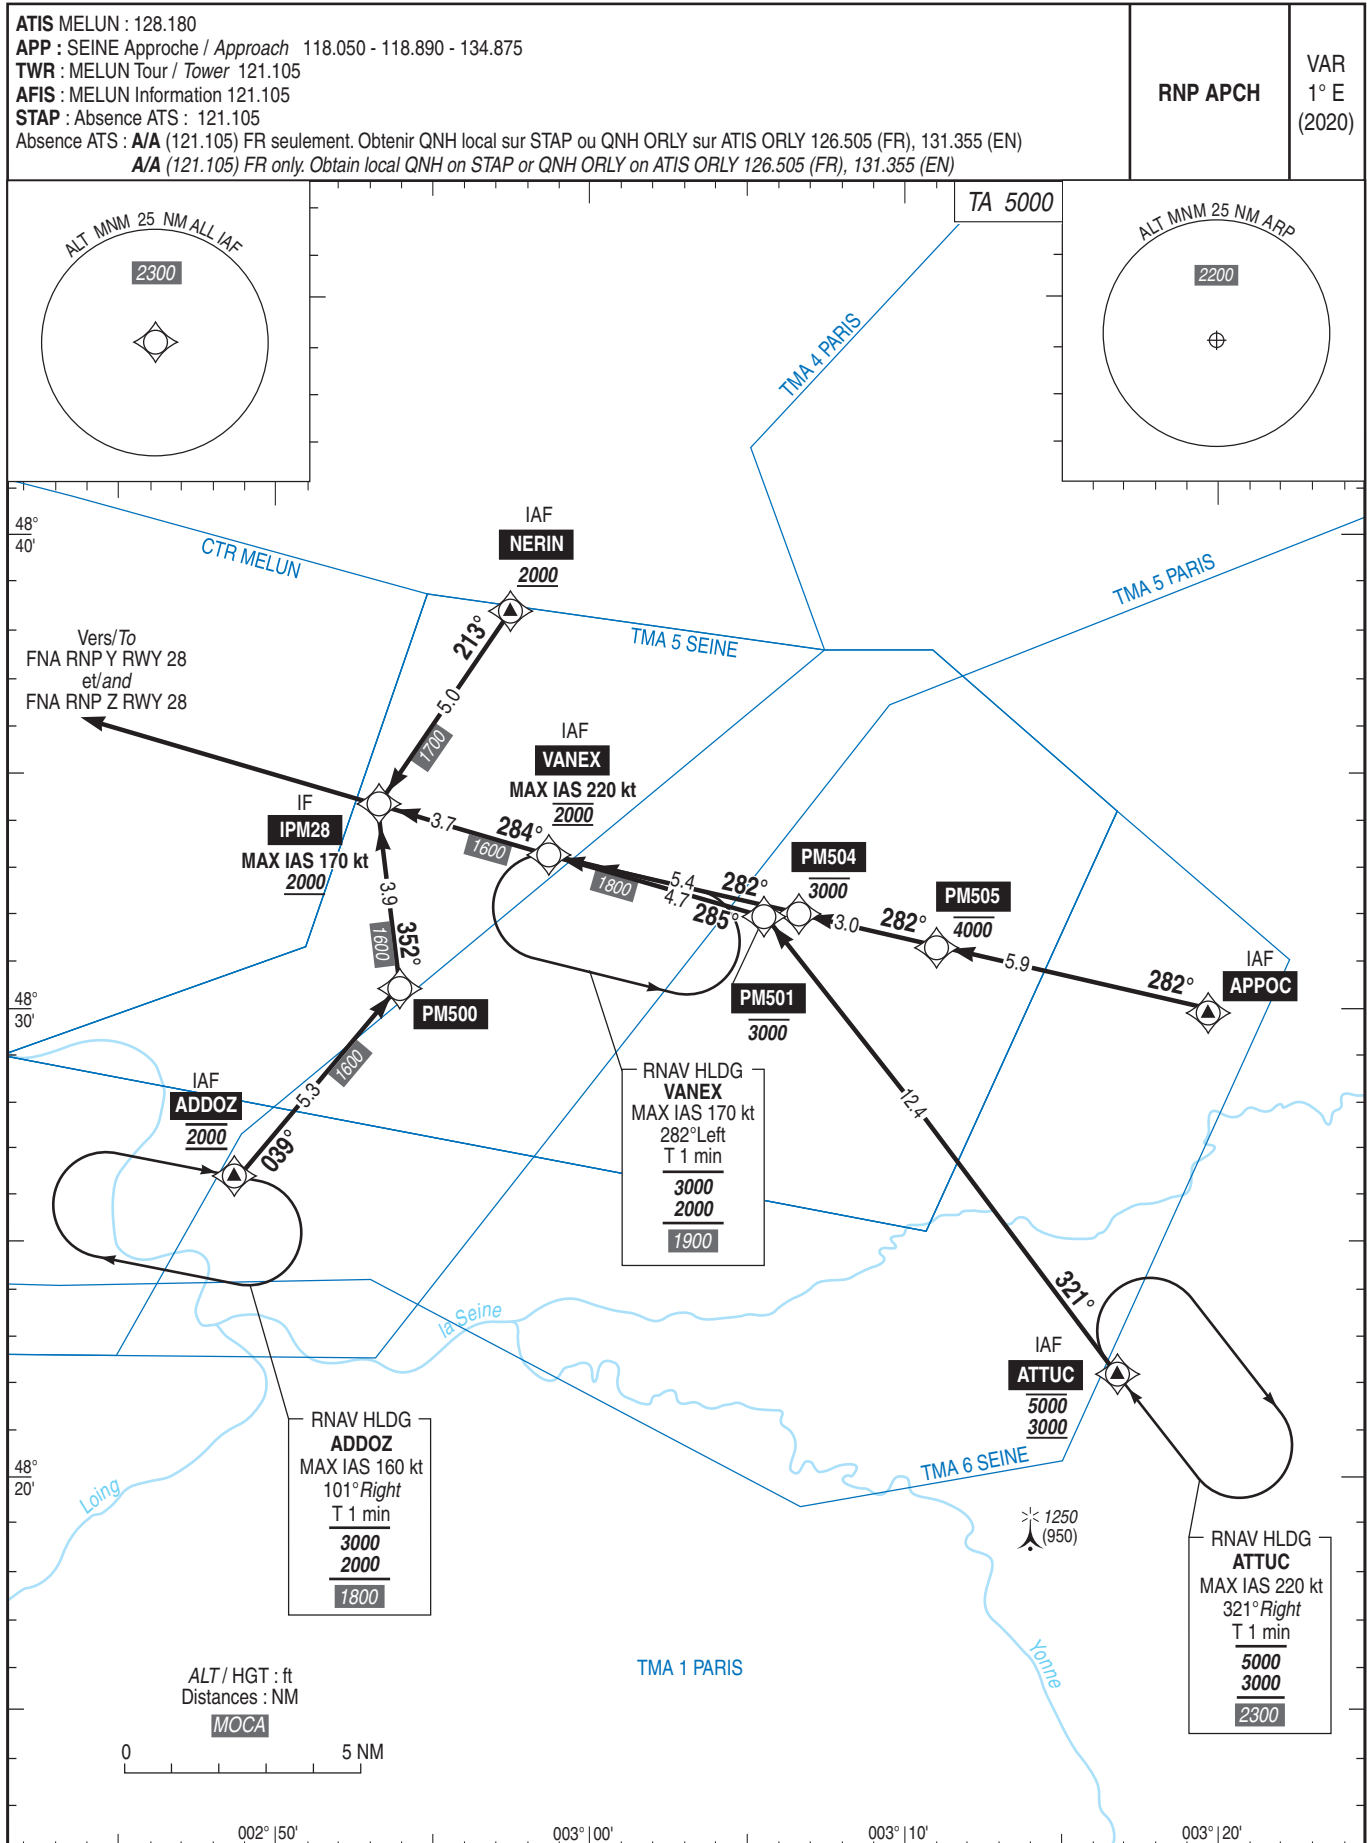 ATIS MELUN : 128.180
APP : SEINE Approche / Approach 118.050 - 118.890 - 134.875
TWR : MELUN Tour / Tower 121.105
AFIS : MELUN Information 121.105
STAP : Absence ATS : 121.105
Absence ATS : A/A (121.105) FR seulement. Obtenir QNH local sur STAP ou QNH ORLY sur ATIS ORLY 126.505 (FR), 131.355 (EN)
A/A (121.105) FR only. Obtain local QNH on STAP or QNH ORLY on ATIS ORLY 126.505 (FR), 131.355 (EN)
RNP APCH
VAR
1° E
(2020)
ALT MNM 25 NM ALL IAF
2300
TA 5000
ALT MNM 25 NM ARP
2200
TMA 4 PARIS
48°
40'
CTR MELUN
IAF
NERIN
2000
TMA 5 PARIS
TMA 5 SEINE
213°
5.0
1700
Vers/To
FNA RNP Y RWY 28
et/and
FNA RNP Z RWY 28
IAF
VANEX
MAX IAS 220 kt
2000
IF
IPM28
MAX IAS 170 kt
2000
3.7
284°
1600
PM504
3000
5.4
282°
1800
4.7
285°
PM505
4000
3.0
282°
5.9
282°
IAF
APPOC
3.9
352°
1600
PM500
PM501
3000
48°
30'
IAF
ADDOZ
2000
5.3
1600
039°
RNAV HLDG
VANEX
MAX IAS 170 kt
282°Left
T 1 min
3000
2000
1900
12.4
321°
IAF
ATTUC
5000
3000
la Seine
RNAV HLDG
ADDOZ
MAX IAS 160 kt
101°Right
T 1 min
3000
2000
1800
TMA 6 SEINE
48°
20'
Loing
1250
(950)
RNAV HLDG
ATTUC
MAX IAS 220 kt
321°Right
T 1 min
5000
3000
2300
Yonne
TMA 1 PARIS
ALT / HGT : ft
Distances : NM
MOCA
0 5 NM
002° 50' 003° 00' 003° 10' 003° 20'